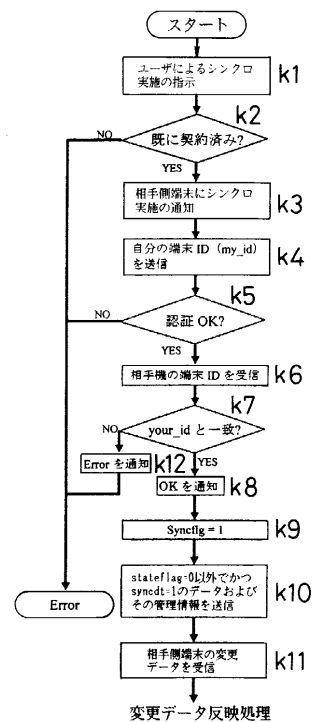 スタート
ユーザによるシンクロ
実施の指示
k1
k2
既に契約済み?
NO
YES
相手側端末にシンクロ
実施の通知
k3
自分の端末 ID (my_id)
を送信
k4
k5
認証 OK?
NO
YES
相手機の端末 ID を受信
k6
k7
your_id と一致?
NO
YES
Error を通知
k12
OK を通知
k8
Syncflg = 1
k9
stateflag=0以外でかつ
syncdt=1のデータおよび
その管理情報を送信
k10
Error
相手側端末の変更
データを受信
k11
変更データ反映処理